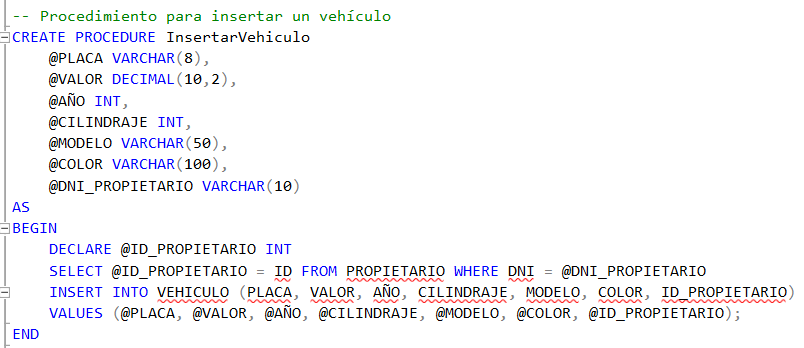 -- Procedimiento para insertar un vehículo
CREATE PROCEDURE InsertarVehiculo
@PLACA VARCHAR(8),
@VALOR DECIMAL(10,2),
@AÑO INT,
@CILINDRAJE INT,
@MODELO VARCHAR(50),
@COLOR VARCHAR(100),
@DNI_PROPIETARIO VARCHAR(10)
AS
BEGIN
DECLARE @ID_PROPIETARIO INT
SELECT @ID_PROPIETARIO = ID FROM PROPIETARIO WHERE DNI = @DNI_PROPIETARIO
INSERT INTO VEHICULO (PLACA, VALOR, AÑO, CILINDRAJE, MODELO, COLOR, ID_PROPIETARIO)
VALUES (@PLACA, @VALOR, @AÑO, @CILINDRAJE, @MODELO, @COLOR, @ID_PROPIETARIO);
END